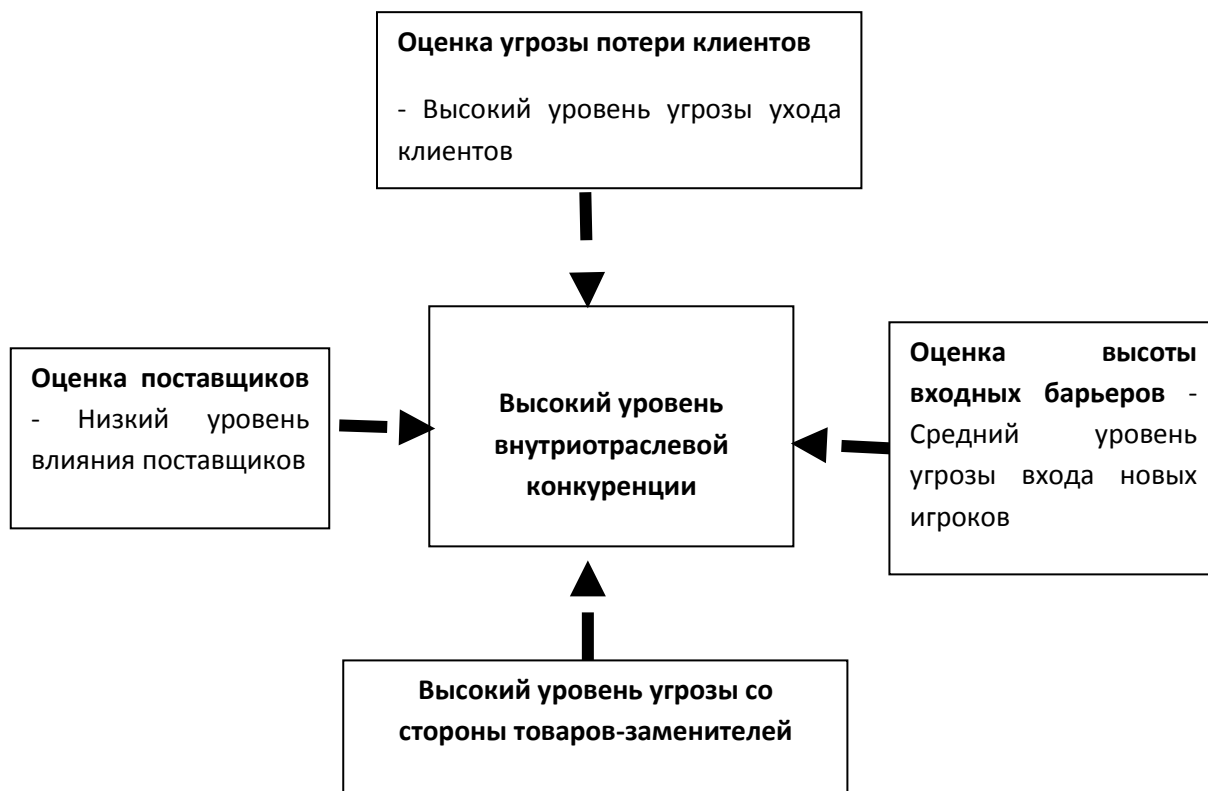 Оценка угрозы потери клиентов
- Высокий уровень угрозы ухода
клиентов
Оценка поставщиков
- Низкий уровень
влияния поставщиков
Высокий уровень
внутриотраслевой
конкуренции
Оценка высоты
входных барьеров -
Средний уровень
угрозы входа новых
игроков
Высокий уровень угрозы со
стороны товаров-заменителей